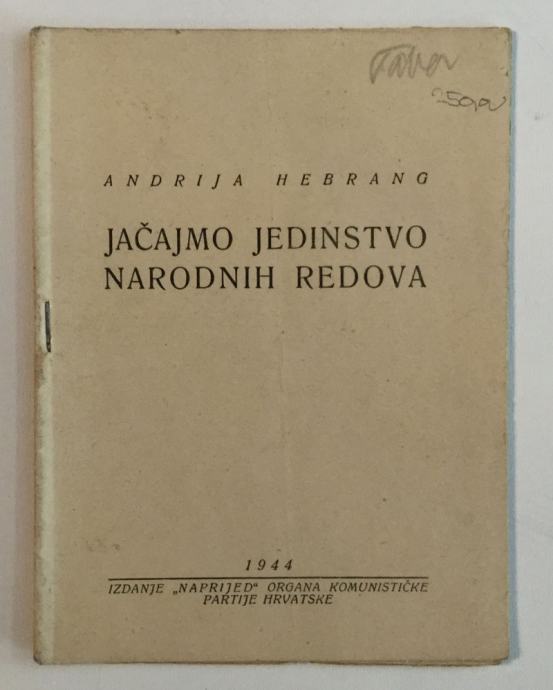 ANDRIJA HEBRANG
JAČAJMO JEDINSTVO
NARODNIH REDOVA
1944
IZDANJE „NAPRIJED“ ORGANA KOMUNISTIČKE
PARTIJE HRVATSKE